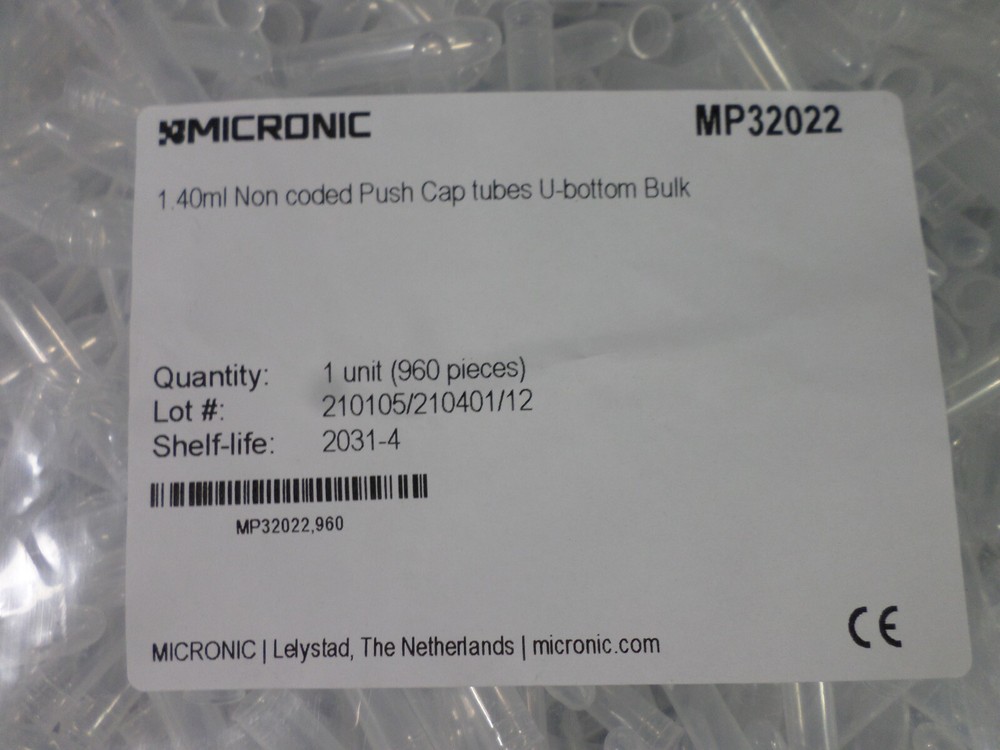 MICRONIC
MP32022
1.40ml Non coded Push Cap tubes U-bottom Bulk
Quantity: 1 unit (960 pieces)
Lot #: 210105/210401/12
Shelf-life: 2031-4
MP32022,960
MICRONIC | Lelystad, The Netherlands | micronic.com
CE